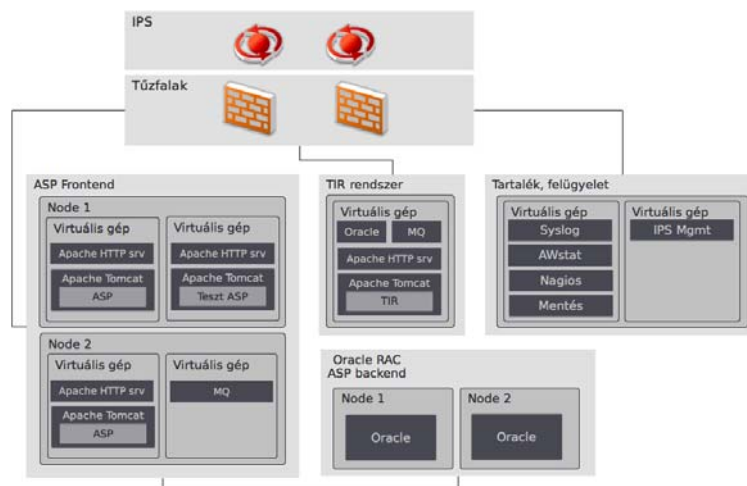 IPS
Tűzfalak
ASP Frontend
Node 1
Virtuális gép
Apache HTTP srv
Apache Tomcat
ASP
Virtuális gép
Apache HTTP srv
Apache Tomcat
Teszt ASP
Node 2
Virtuális gép
Apache HTTP srv
Apache Tomcat
ASP
Virtuális gép
MQ
TIR rendszer
Virtuális gép
Oracle
MQ
Apache HTTP srv
Apache Tomcat
TIR
Tartalék, felügyelet
Virtuális gép
Syslog
AWstat
Nagios
Mentés
Virtuális gép
IPS Mgmt
Oracle RAC
ASP backend
Node 1
Oracle
Node 2
Oracle